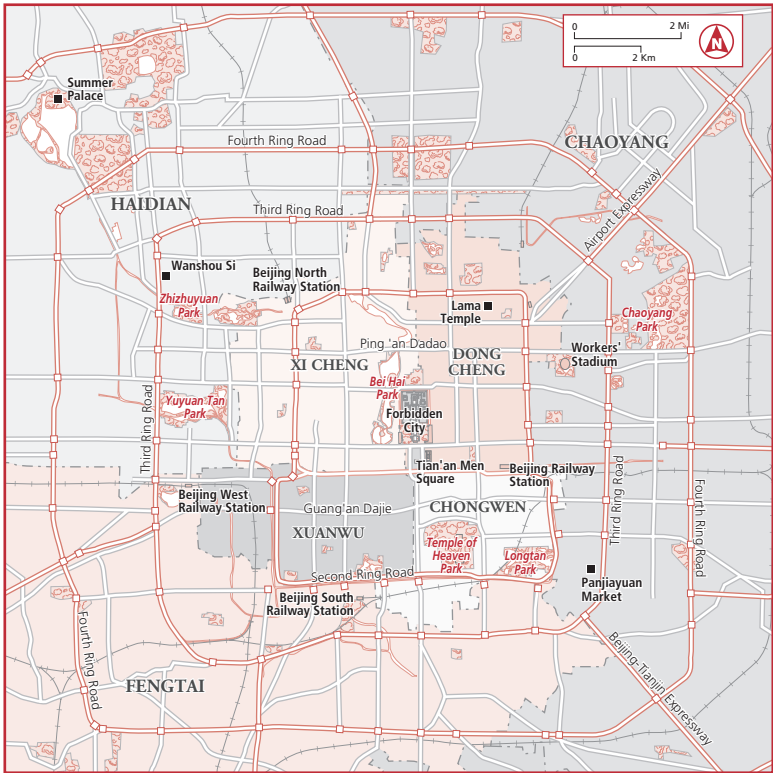 0
2 Mi
0
2 Km
N
Summer
Palace
Fourth Ring Road
CHAOYANG
HAIDIAN
Third Ring Road
Airport Expressway
Wanshou Si
Beijing North
Railway Station
Zhizhuyuan
Park
Lama
Temple
Chaoyang
Park
Ping 'an Dadao
Workers'
Stadium
XI CHENG
DONG
CHENG
Bei Hai
Park
Yuyuan Tan
Park
Forbidden
City
Third Ring Road
Tian'an Men
Square
Beijing Railway
Station
Third Ring Road
Fourth Ring Road
Beijing West
Railway Station
Guang'an Dajie
CHONGWEN
XUANWU
Temple of
Heaven
Park
Longtan
Park
Second Ring Road
Panjiayuan
Market
Beijing South
Railway Station
Fourth Ring Road
Beijing-Tianjin Expressway
FENGTAI